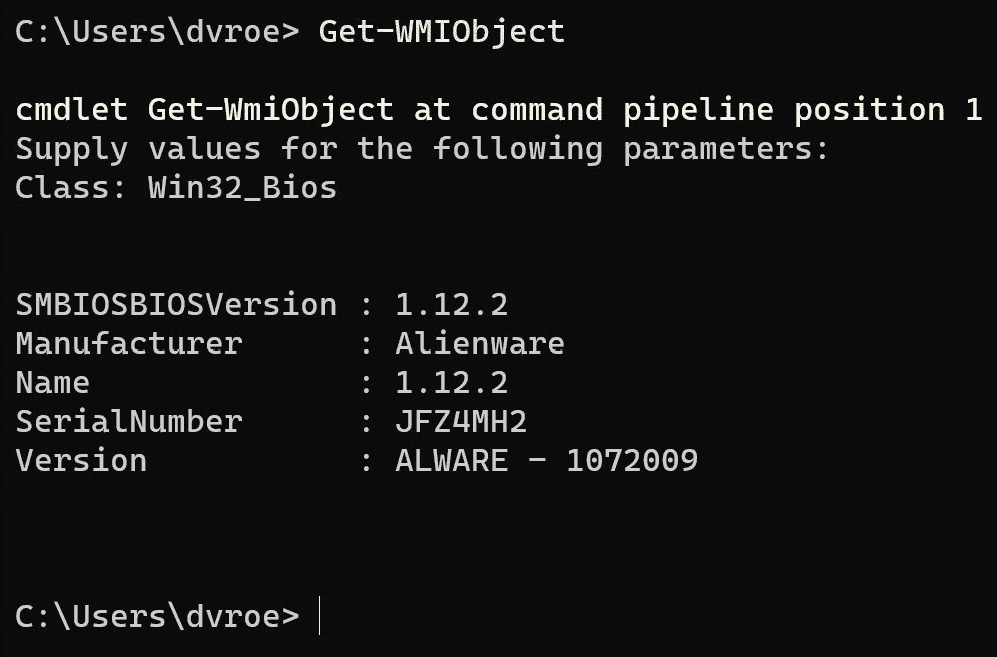 C:\Users\dvroe> Get-WMIObject
cmdlet Get-WmiObject at command pipeline position 1
Supply values for the following parameters:
Class: Win32_Bios
SMBIOSBIOSVersion : 1.12.2
Manufacturer : Alienware
Name : 1.12.2
SerialNumber : JFZ4MH2
Version : ALWARE - 1072009
C:\Users\dvroe>